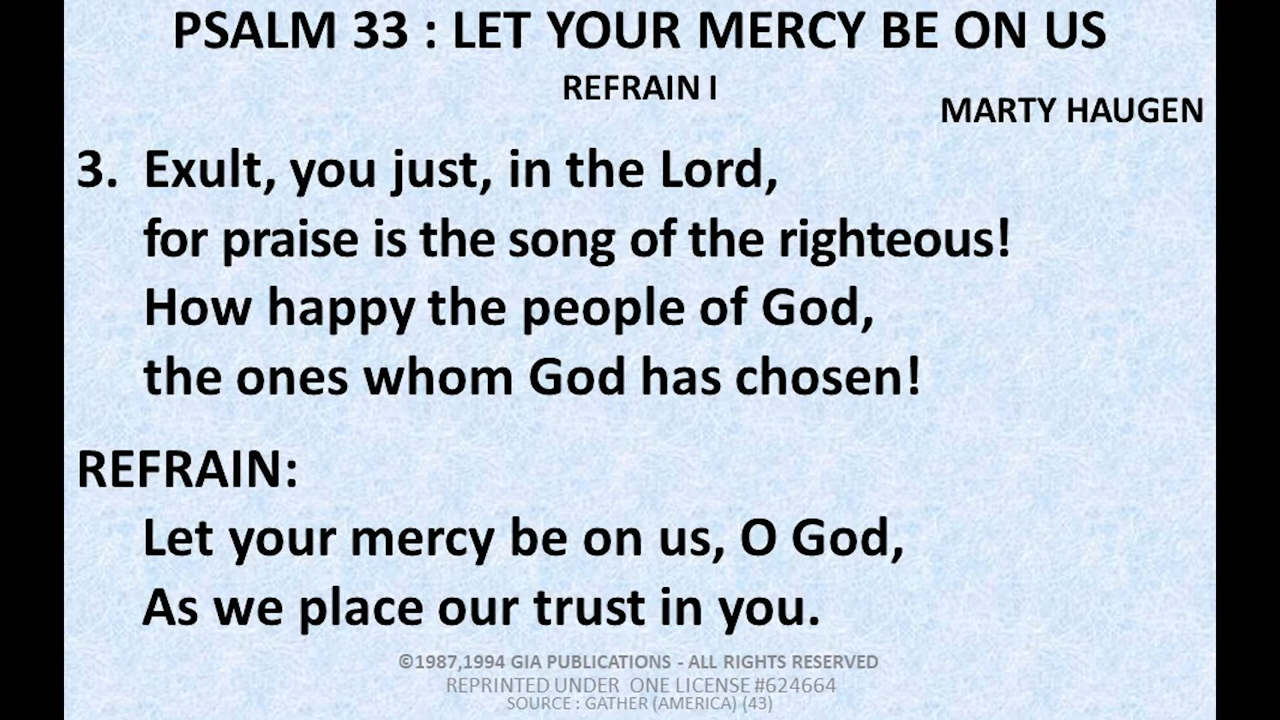 PSALM 33 : LET YOUR MERCY BE ON US
REFRAIN I
MARTY HAUGEN
3. Exult, you just, in the Lord,
for praise is the song of the righteous!
How happy the people of God,
the ones whom God has chosen!
REFRAIN:
Let your mercy be on us, O God,
As we place our trust in you.
©1987,1994 GIA PUBLICATIONS - ALL RIGHTS RESERVED
REPRINTED UNDER ONE LICENSE #624664
SOURCE : GATHER (AMERICA) (43)